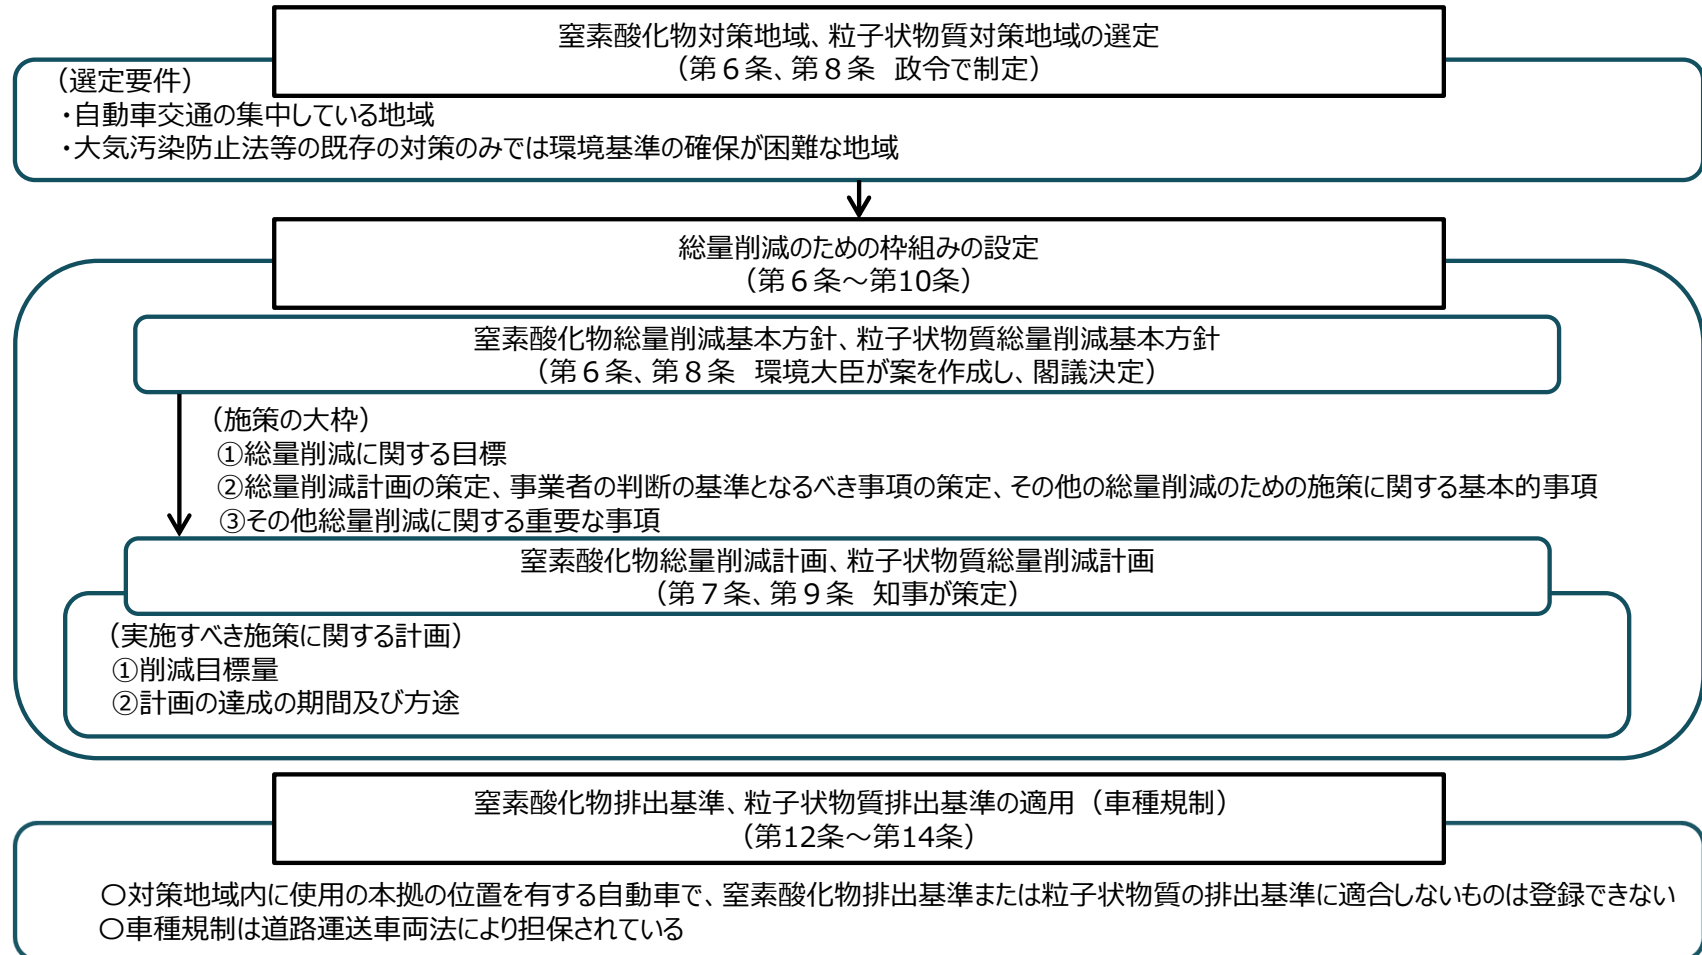 窒素酸化物対策地域、粒子状物質対策地域の選定
（第６条、第８条　政令で制定）
（選定要件）
・自動車交通の集中している地域
・大気汚染防止法等の既存の対策のみでは環境基準の確保が困難な地域
総量削減のための枠組みの設定
（第６条～第10条）
窒素酸化物総量削減基本方針、粒子状物質総量削減基本方針
（第６条、第８条　環境大臣が案を作成し、閣議決定）
（施策の大枠）
①総量削減に関する目標
②総量削減計画の策定、事業者の判断の基準となるべき事項の策定、その他の総量削減のための施策に関する基本的事項
③その他総量削減に関する重要な事項
窒素酸化物総量削減計画、粒子状物質総量削減計画
（第７条、第９条　知事が策定）
（実施すべき施策に関する計画）
①削減目標量
②計画の達成の期間及び方途
窒素酸化物排出基準、粒子状物質排出基準の適用（車種規制）
（第12条～第14条）
〇対策地域内に使用の本拠の位置を有する自動車で、窒素酸化物排出基準または粒子状物質の排出基準に適合しないものは登録できない
〇車種規制は道路運送車両法により担保されている